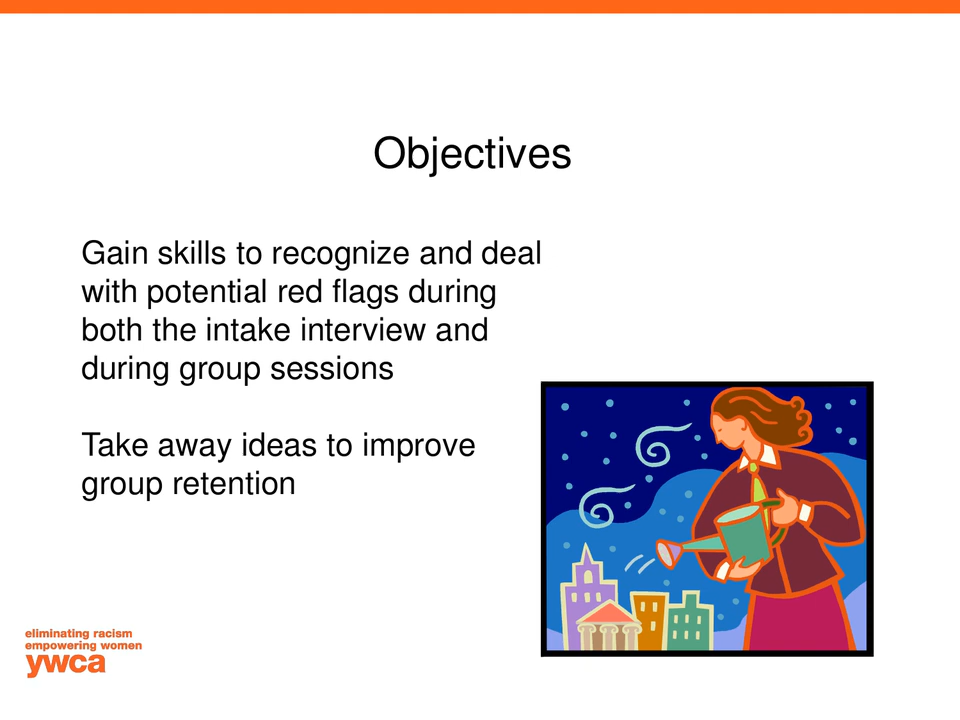 Objectives
Gain skills to recognize and deal
with potential red flags during
both the intake interview and
during group sessions
Take away ideas to improve
group retention
eliminating racism
empowering women
ywca